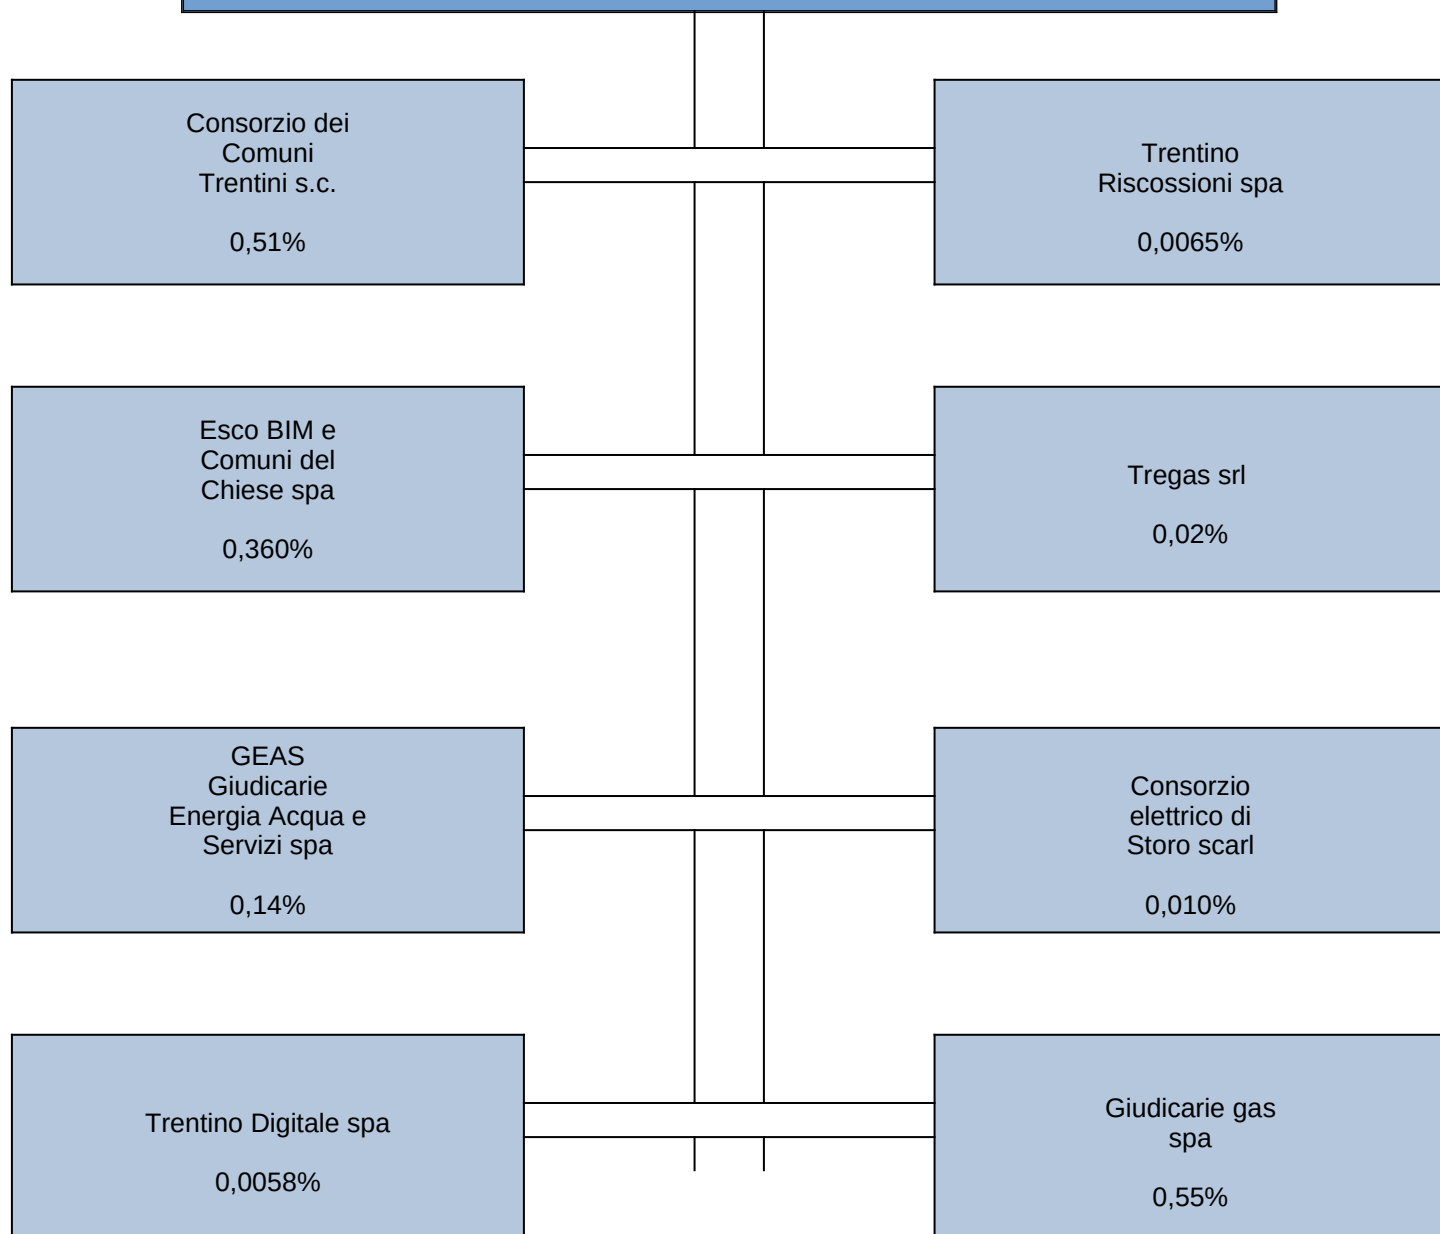 Consorzio dei
Comuni
Trentini s.c.
0,51%
Trentino
Riscossioni spa
0,0065%
Esco BIM e
Comuni del
Chiese spa
0,360%
Tregas srl
0,02%
GEAS
Giudicarie
Energia Acqua e
Servizi spa
0,14%
Consorzio
elettrico di
Storo scarl
0,010%
Trentino Digitale spa
0,0058%
Giudicarie gas
spa
0,55%